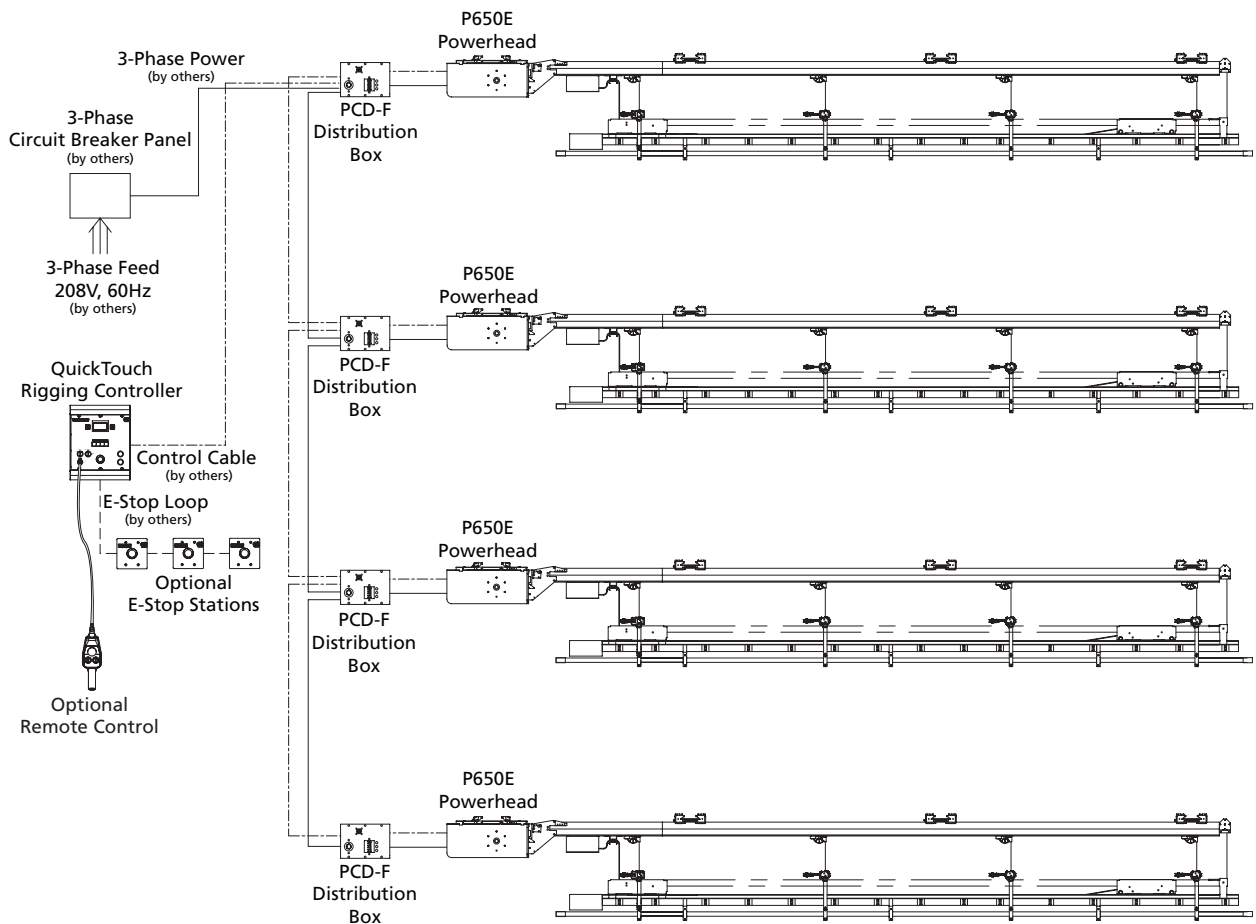 P650E
Powerhead
3-Phase Power
(by others)
PCD-F
Distribution
Box
3-Phase
Circuit Breaker Panel
(by others)
3-Phase Feed
208V, 60Hz
(by others)
P650E
Powerhead
PCD-F
Distribution
Box
QuickTouch
Rigging Controller
Control Cable
(by others)
E-Stop Loop
(by others)
Optional
E-Stop Stations
P650E
Powerhead
PCD-F
Distribution
Box
Optional
Remote Control
P650E
Powerhead
PCD-F
Distribution
Box